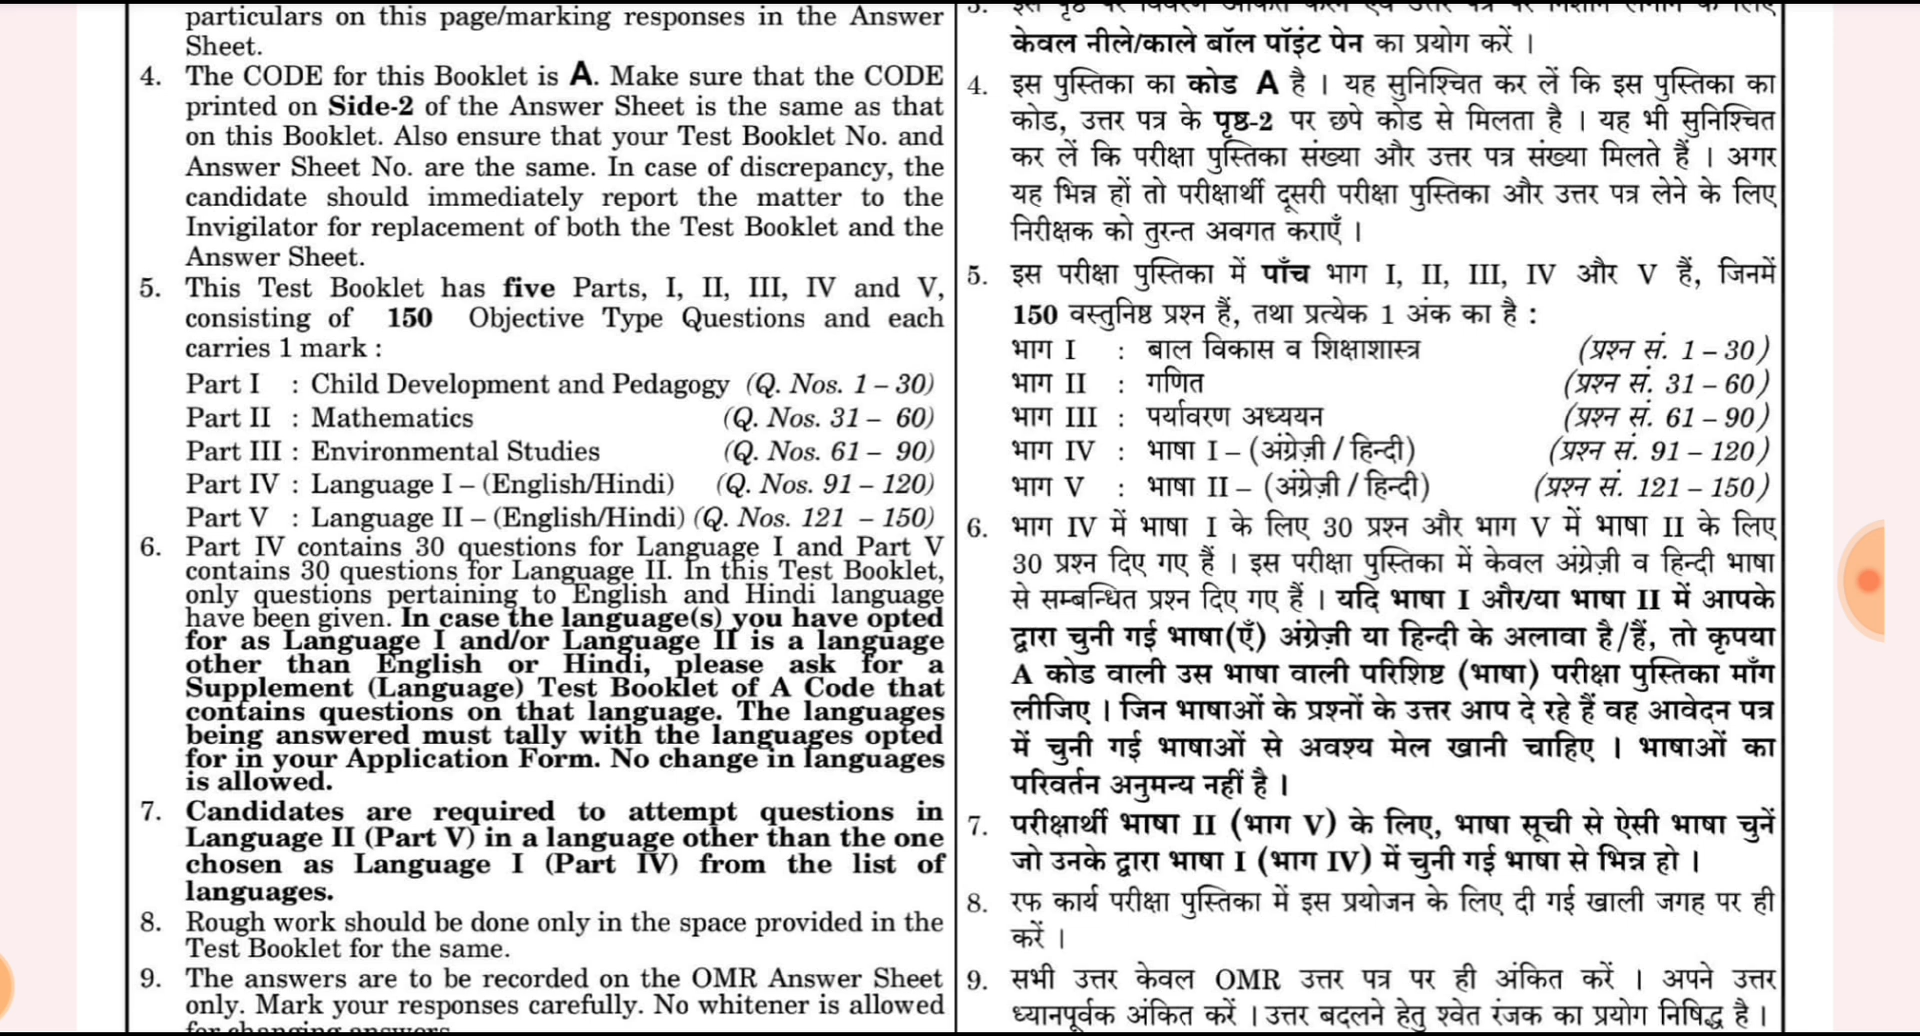 particulars on this page/marking responses in the Answer
Sheet.
4. The CODE for this Booklet is A. Make sure that the CODE
printed on Side-2 of the Answer Sheet is the same as that
on this Booklet. Also ensure that your Test Booklet No. and
Answer Sheet No. are the same. In case of discrepancy, the
candidate should immediately report the matter to the
Invigilator for replacement of both the Test Booklet and the
Answer Sheet.
5. This Test Booklet has five Parts, I, II, III, IV and V,
consisting of 150 Objective Type Questions and each
carries 1 mark :
Part I : Child Development and Pedagogy (Q. Nos. 1 – 30)
Part II : Mathematics (Q. Nos. 31 – 60)
Part III : Environmental Studies (Q. Nos. 61 – 90)
Part IV : Language I – (English/Hindi) (Q. Nos. 91 – 120)
Part V : Language II – (English/Hindi) (Q. Nos. 121 – 150)
6. Part IV contains 30 questions for Language I and Part V
contains 30 questions for Language II. In this Test Booklet,
only questions pertaining to English and Hindi language
have been given. In case the language(s) you have opted
for as Language I and/or Language II is a language
other than English or Hindi, please ask for a
Supplement (Language) Test Booklet of A Code that
contains questions on that language. The languages
being answered must tally with the languages opted
for in your Application Form. No change in languages
is allowed.
7. Candidates are required to attempt questions in
Language II (Part V) in a language other than the one
chosen as Language I (Part IV) from the list of
languages.
8. Rough work should be done only in the space provided in the
Test Booklet for the same.
9. The answers are to be recorded on the OMR Answer Sheet
only. Mark your responses carefully. No whitener is allowed
for changing answers.
केवल नीले/काले बॉल पॉइंट पेन का प्रयोग करें ।
4. इस पुस्तिका का कोड A है । यह सुनिश्चित कर लें कि इस पुस्तिका का
कोड, उत्तर पत्र के पृष्ठ-2 पर छपे कोड से मिलता है । यह भी सुनिश्चित
कर लें कि परीक्षा पुस्तिका संख्या और उत्तर पत्र संख्या मिलते हैं । अगर
यह भिन्न हों तो परीक्षार्थी दूसरी परीक्षा पुस्तिका और उत्तर पत्र लेने के लिए
निरीक्षक को तुरन्त अवगत कराएँ ।
5. इस परीक्षा पुस्तिका में पाँच भाग I, II, III, IV और V हैं, जिनमें
150 वस्तुनिष्ठ प्रश्न हैं, तथा प्रत्येक 1 अंक का है :
भाग I : बाल विकास व शिक्षाशास्त्र (प्रश्न सं. 1 – 30)
भाग II : गणित (प्रश्न सं. 31 – 60)
भाग III : पर्यावरण अध्ययन (प्रश्न सं. 61 – 90)
भाग IV : भाषा I – (अंग्रेज़ी / हिन्दी) (प्रश्न सं. 91 – 120)
भाग V : भाषा II – (अंग्रेज़ी / हिन्दी) (प्रश्न सं. 121 – 150)
6. भाग IV में भाषा I के लिए 30 प्रश्न और भाग V में भाषा II के लिए
30 प्रश्न दिए गए हैं । इस परीक्षा पुस्तिका में केवल अंग्रेज़ी व हिन्दी भाषा
से सम्बन्धित प्रश्न दिए गए हैं । यदि भाषा I और/या भाषा II में आपके
द्वारा चुनी गई भाषा(एँ) अंग्रेज़ी या हिन्दी के अलावा है/हैं, तो कृपया
A कोड वाली उस भाषा वाली परिशिष्ट (भाषा) परीक्षा पुस्तिका माँग
लीजिए । जिन भाषाओं के प्रश्नों के उत्तर आप दे रहे हैं वह आवेदन पत्र
में चुनी गई भाषाओं से अवश्य मेल खानी चाहिए । भाषाओं का
परिवर्तन अनुमन्य नहीं है ।
7. परीक्षार्थी भाषा II (भाग V) के लिए, भाषा सूची से ऐसी भाषा चुनें
जो उनके द्वारा भाषा I (भाग IV) में चुनी गई भाषा से भिन्न हो ।
8. रफ कार्य परीक्षा पुस्तिका में इस प्रयोजन के लिए दी गई खाली जगह पर ही
करें ।
9. सभी उत्तर केवल OMR उत्तर पत्र पर ही अंकित करें । अपने उत्तर
ध्यानपूर्वक अंकित करें । उत्तर बदलने हेतु श्वेत रंजक का प्रयोग निषिद्ध है ।